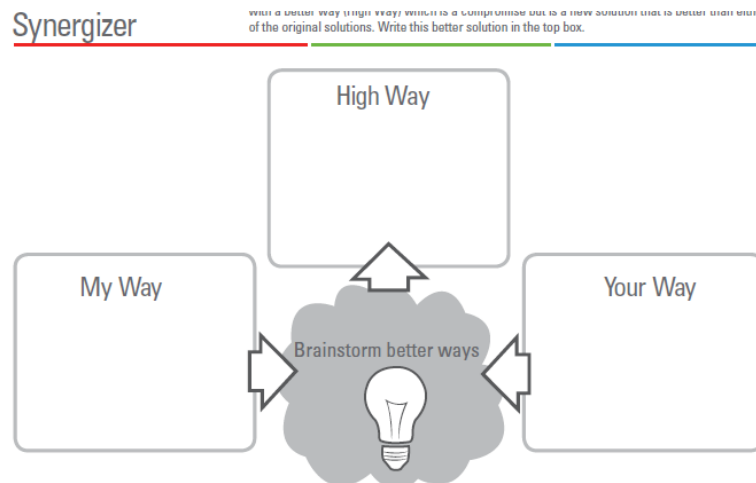 Synergizer
with a better way (High Way) which is a compromise but is a new solution that is better than
of the original solutions. Write this better solution in the top box.
High Way
My Way
Your Way
Brainstorm better ways